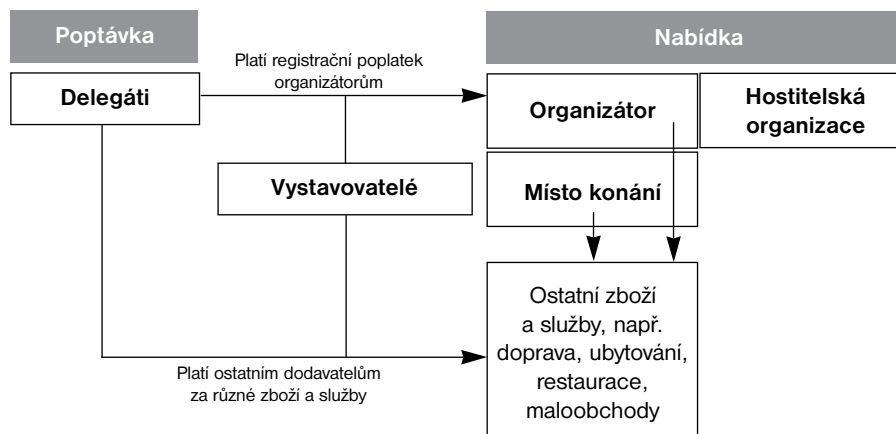 Poptávka
Nabídka
Platí registrační poplatek
organizátorům
Delegáti
Organizátor
Hostitelská
organizace
Vystavovatelé
Místo konání
Ostatní zboží
a služby, např.
doprava, ubytování,
restaurace,
maloobchody
Platí ostatním dodavatelům
za různé zboží a služby